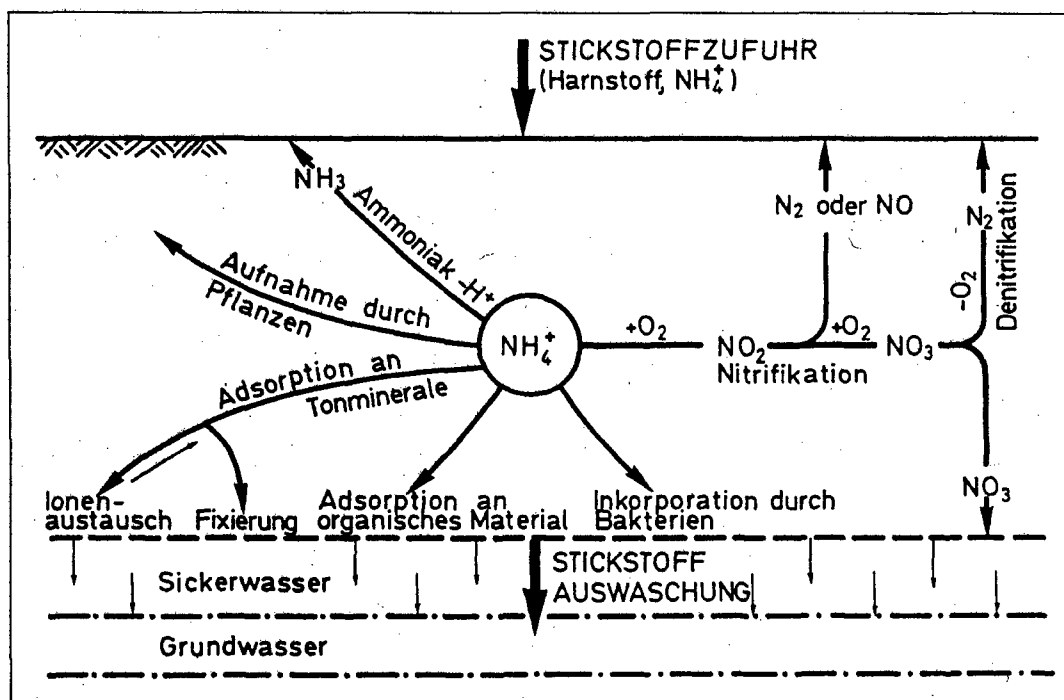 STICKSTOFFZUFUHR
(Harnstoff, NH₄⁺)
NH₃ Ammoniak -H⁺
N₂ oder NO
N₂
Denitrifikation
-O₂
Aufnahme durch
Pflanzen
NH₄⁺
+O₂
NO₂
+O₂
NO₃
Nitrifikation
Adsorption an
Tonminerale
NO₃
Ionen-
austausch
Fixierung
Adsorption an
organisches Material
Inkorporation durch
Bakterien
STICKSTOFF
AUSWASCHUNG
Sickerwasser
Grundwasser